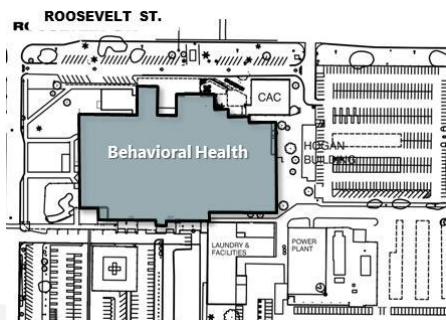 ROOSEVELT ST.
CAC
HOGAN
BUILDING
Behavioral Health
LAUNDRY &
FACILITIES
POWER
PLANT